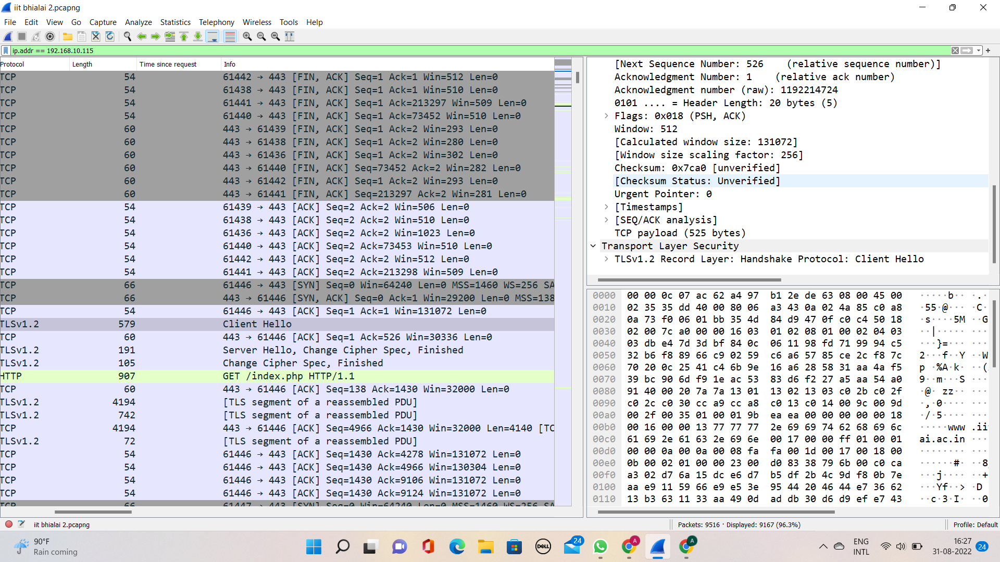 iit bhialai 2.pcapng
File Edit View Go Capture Analyze Statistics Telephony Wireless Tools Help
ip.addr == 192.168.10.115
Protocol Length Time since request Info
TCP 54 61442 → 443 [FIN, ACK] Seq=1 Ack=1 Win=512 Len=0
TCP 54 61438 → 443 [FIN, ACK] Seq=1 Ack=1 Win=510 Len=0
TCP 54 61441 → 443 [FIN, ACK] Seq=1 Ack=213297 Win=509 Len=0
TCP 54 61440 → 443 [FIN, ACK] Seq=1 Ack=73452 Win=510 Len=0
TCP 60 443 → 61439 [FIN, ACK] Seq=1 Ack=2 Win=293 Len=0
TCP 60 443 → 61438 [FIN, ACK] Seq=1 Ack=2 Win=280 Len=0
TCP 60 443 → 61436 [FIN, ACK] Seq=1 Ack=2 Win=302 Len=0
TCP 60 443 → 61440 [FIN, ACK] Seq=73452 Ack=2 Win=282 Len=0
TCP 60 443 → 61442 [FIN, ACK] Seq=1 Ack=2 Win=293 Len=0
TCP 60 443 → 61441 [FIN, ACK] Seq=213297 Ack=2 Win=281 Len=0
TCP 54 61439 → 443 [ACK] Seq=2 Ack=2 Win=506 Len=0
TCP 54 61438 → 443 [ACK] Seq=2 Ack=2 Win=510 Len=0
TCP 54 61436 → 443 [ACK] Seq=2 Ack=2 Win=1023 Len=0
TCP 54 61440 → 443 [ACK] Seq=2 Ack=73453 Win=510 Len=0
TCP 54 61442 → 443 [ACK] Seq=2 Ack=2 Win=512 Len=0
TCP 54 61441 → 443 [ACK] Seq=2 Ack=213298 Win=509 Len=0
TCP 66 61446 → 443 [SYN] Seq=0 Win=64240 Len=0 MSS=1460 WS=256 SA
TCP 66 443 → 61446 [SYN, ACK] Seq=0 Ack=1 Win=29200 Len=0 MSS=138
TCP 54 61446 → 443 [ACK] Seq=1 Ack=1 Win=131072 Len=0
TLSv1.2 579 Client Hello
TCP 60 443 → 61446 [ACK] Seq=1 Ack=526 Win=30336 Len=0
TLSv1.2 191 Server Hello, Change Cipher Spec, Finished
TLSv1.2 105 Change Cipher Spec, Finished
HTTP 907 GET /index.php HTTP/1.1
TCP 60 443 → 61446 [ACK] Seq=138 Ack=1430 Win=32000 Len=0
TLSv1.2 4194 [TLS segment of a reassembled PDU]
TLSv1.2 742 [TLS segment of a reassembled PDU]
TCP 4194 443 → 61446 [ACK] Seq=4966 Ack=1430 Win=32000 Len=4140 [TC
TLSv1.2 72 [TLS segment of a reassembled PDU]
TCP 54 61446 → 443 [ACK] Seq=1430 Ack=4278 Win=131072 Len=0
TCP 54 61446 → 443 [ACK] Seq=1430 Ack=4966 Win=130304 Len=0
TCP 54 61446 → 443 [ACK] Seq=1430 Ack=9106 Win=131072 Len=0
TCP 54 61446 → 443 [ACK] Seq=1430 Ack=9124 Win=131072 Len=0
TCP 66 61447 → 443 [SYN] Seq=0 Win=64240 Len=0 MSS=1460 WS=256 SA
[Next Sequence Number: 526 (relative sequence number)]
Acknowledgment Number: 1 (relative ack number)
Acknowledgment number (raw): 1192214724
0101 .... = Header Length: 20 bytes (5)
Flags: 0x018 (PSH, ACK)
Window: 512
[Calculated window size: 131072]
[Window size scaling factor: 256]
Checksum: 0x7ca0 [unverified]
[Checksum Status: Unverified]
Urgent Pointer: 0
[Timestamps]
[SEQ/ACK analysis]
TCP payload (525 bytes)
Transport Layer Security
TLSv1.2 Record Layer: Handshake Protocol: Client Hello
0000 00 00 0c 07 ac 62 a4 97 b1 2e de 63 08 00 45 00 ·····b·· ·.
0010 02 35 35 dd 40 00 80 06 a3 43 0a 02 4a 85 c0 a8 ·55·@··· ·C
0020 0a 73 f0 06 01 bb 35 4d 84 d9 47 0f c0 c4 50 18 ·s····5M ··G
0030 02 00 7c a0 00 00 16 03 01 02 08 01 00 02 04 03 ··|····· ···
0040 03 db e4 7d 3d bf 84 0c 06 11 98 fd 71 99 94 c5 ···}=··· ···
0050 32 b6 f8 89 66 c9 02 59 c6 a6 57 85 ce 2c f8 7c 2···f··Y ··W
0060 70 20 0c 25 41 c4 6b 9e 16 a6 28 58 31 aa 4a f5 p ·%A·k· ··(
0070 39 bc 90 6d f9 1e ac 53 83 d6 f2 27 a5 aa 54 a0 9··m···S ···
0080 91 40 00 20 7a 7a 13 01 13 02 13 03 c0 2b c0 2f ·@· zz·· ···
0090 c0 2c c0 30 cc a9 cc a8 c0 13 c0 14 00 9c 00 9d ·,·0···· ···
00a0 00 2f 00 35 01 00 01 9b ea ea 00 00 00 00 00 18 ·/·5···· ···
00b0 00 16 00 00 13 77 77 77 2e 69 69 74 62 68 69 6c ·····www .ii
00c0 61 69 2e 61 63 2e 69 6e 00 17 00 00 ff 01 00 01 ai.ac.in ···
00d0 00 00 0a 00 0a 00 08 fa fa 00 1d 00 17 00 18 00 ········ ···
00e0 0b 00 02 01 00 00 23 00 d0 83 38 79 6b 00 c0 ca ······#· ··8
00f0 a3 02 d7 6a 15 dc e6 d7 b5 df 2b 4c 9d f8 0b 7e ···j···· ··+
0100 aa e9 11 59 66 e9 e5 3e 95 44 20 46 44 e7 36 62 ···Yf··> ·D
0110 13 b3 63 11 33 aa 49 0d ad db 30 d6 d9 ef e7 43 ··c·3·I· ··0
iit bhialai 2.pcapng
Packets: 9516 · Displayed: 9167 (96.3%)
Profile: Default
90°F
Rain coming
DELL
24
A
A
ENG
INTL
16:27
31-08-2022
24